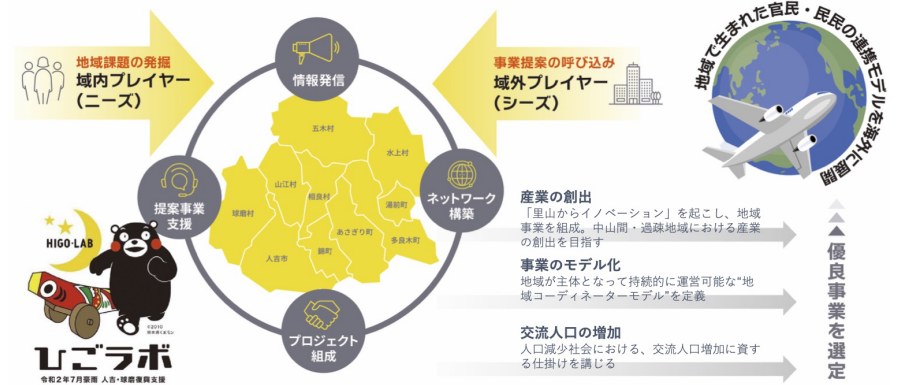 地域課題の発掘
域内プレイヤー
（ニーズ）
情報発信
事業提案の呼び込み
域外プレイヤー
（シーズ）
地域で生まれた官民・民民の連携モデルを海外に展開
五木村
水上村
山江村
相良村
湯前町
球磨村
あさぎり町
多良木町
人吉市
錦町
提案事業
支援
ネットワーク
構築
プロジェクト
組成
産業の創出
「里山からイノベーション」を起こし、地域
事業を組成。中山間・過疎地域における産業
の創出を目指す
事業のモデル化
地域が主体となって持続的に運営可能な“地
域コーディネーターモデル”を定義
交流人口の増加
人口減少社会における、交流人口増加に資す
る仕掛けを講じる
優良事業を選定
HIGO·LAB
©2010
熊本県くまモン
ひごラボ
令和2年7月豪雨 人吉・球磨復興支援